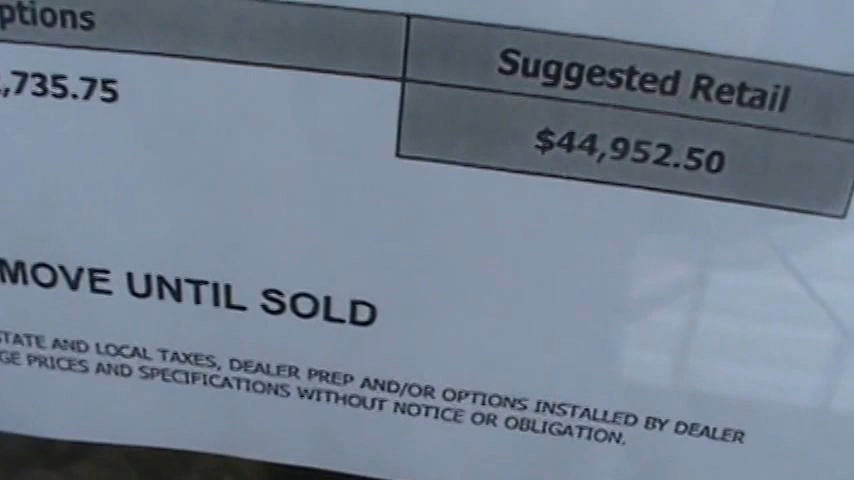 ptions
Suggested Retail
,735.75
$44,952.50
MOVE UNTIL SOLD
STATE AND LOCAL TAXES, DEALER PREP AND/OR OPTIONS INSTALLED BY DEALER
GE PRICES AND SPECIFICATIONS WITHOUT NOTICE OR OBLIGATION.